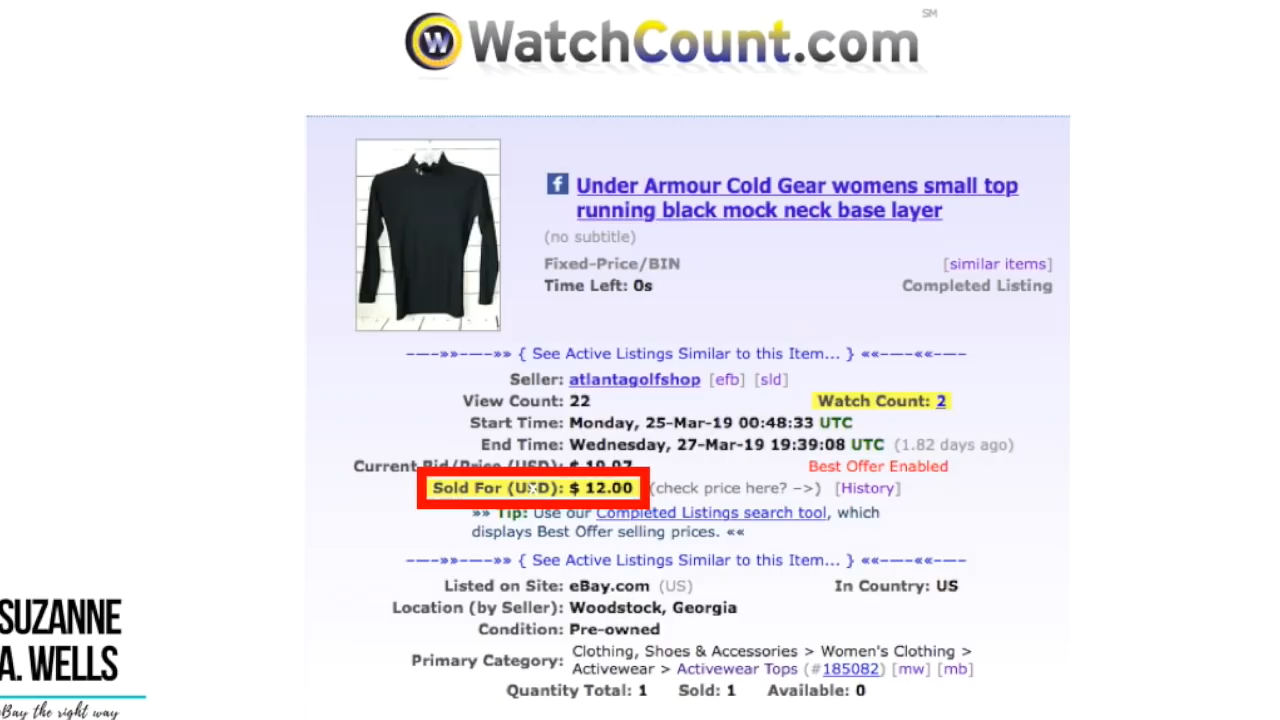 WatchCount.com SM
f Under Armour Cold Gear womens small top
running black mock neck base layer
(no subtitle)
Fixed-Price/BIN [similar items]
Time Left: 0s Completed Listing
—–-»»—–-»» { See Active Listings Similar to this Item... } ««—–-««—–-
Seller: atlantagolfshop [efb] [sld]
View Count: 22 Watch Count: 2
Start Time: Monday, 25-Mar-19 00:48:33 UTC
End Time: Wednesday, 27-Mar-19 19:39:08 UTC (1.82 days ago)
Current Bid/Price (USD): $ 19.97 Best Offer Enabled
Sold For (USD): $ 12.00 (check price here? –>) [History]
»» Tip: Use our Completed Listings search tool, which
displays Best Offer selling prices. ««
—–-»»—–-»» { See Active Listings Similar to this Item... } ««—–-««—–-
Listed on Site: eBay.com (US) In Country: US
Location (by Seller): Woodstock, Georgia
Condition: Pre-owned
Primary Category: Clothing, Shoes & Accessories > Women's Clothing >
Activewear > Activewear Tops (#185082) [mw] [mb]
Quantity Total: 1 Sold: 1 Available: 0
SUZANNE
A. WELLS
eBay the right way